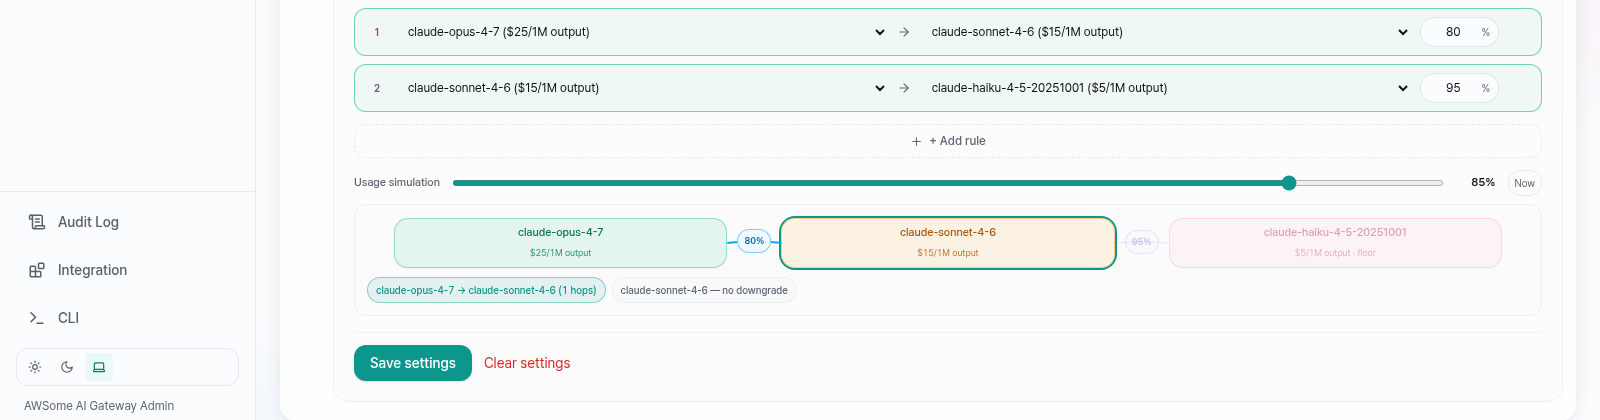 1 claude-opus-4-7 ($25/1M output) → claude-sonnet-4-6 ($15/1M output) 80 %
2 claude-sonnet-4-6 ($15/1M output) → claude-haiku-4-5-20251001 ($5/1M output) 95 %
+ + Add rule
Usage simulation 85% Now
claude-opus-4-7 80% claude-sonnet-4-6 95% claude-haiku-4-5-20251001
$25/1M output $15/1M output $5/1M output · floor
claude-opus-4-7 → claude-sonnet-4-6 (1 hops) claude-sonnet-4-6 — no downgrade
Save settings Clear settings
Audit Log
Integration
CLI
AWSome AI Gateway Admin